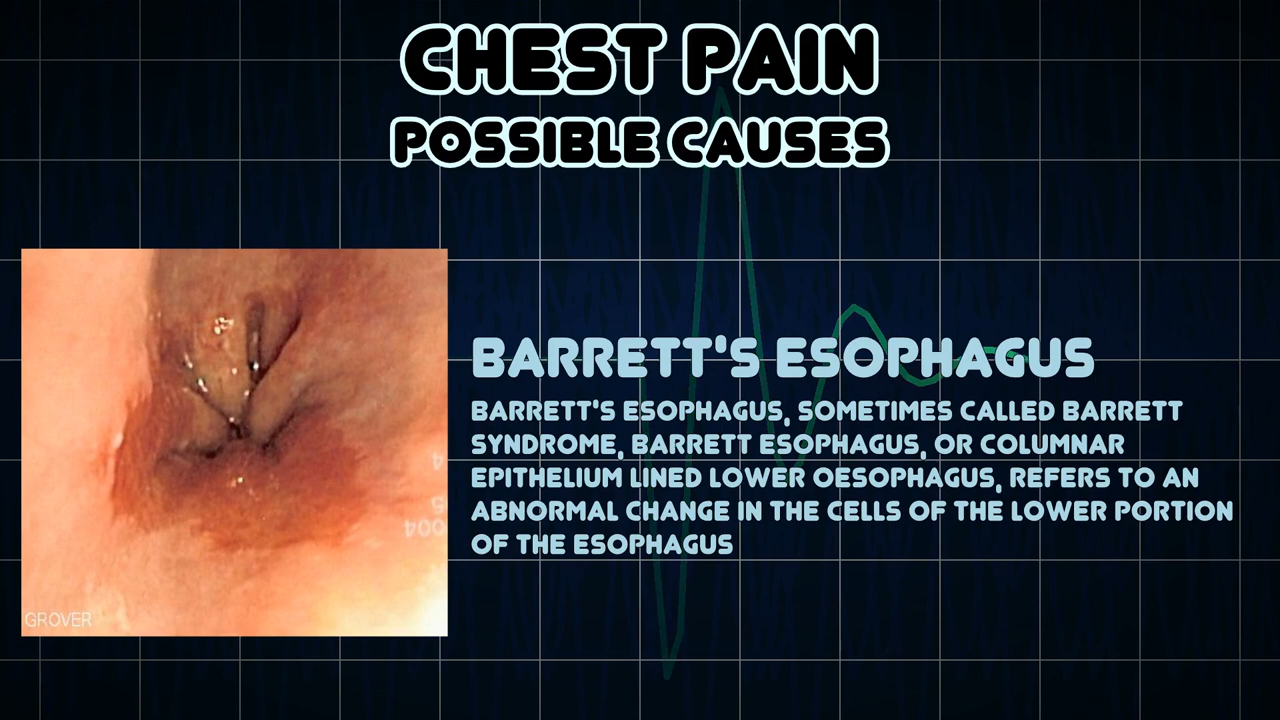 CHEST PAIN
POSSIBLE CAUSES
BARRETT'S ESOPHAGUS
BARRETT'S ESOPHAGUS, SOMETIMES CALLED BARRETT
SYNDROME, BARRETT ESOPHAGUS, OR COLUMNAR
EPITHELIUM LINED LOWER OESOPHAGUS, REFERS TO AN
ABNORMAL CHANGE IN THE CELLS OF THE LOWER PORTION
OF THE ESOPHAGUS
GROVER